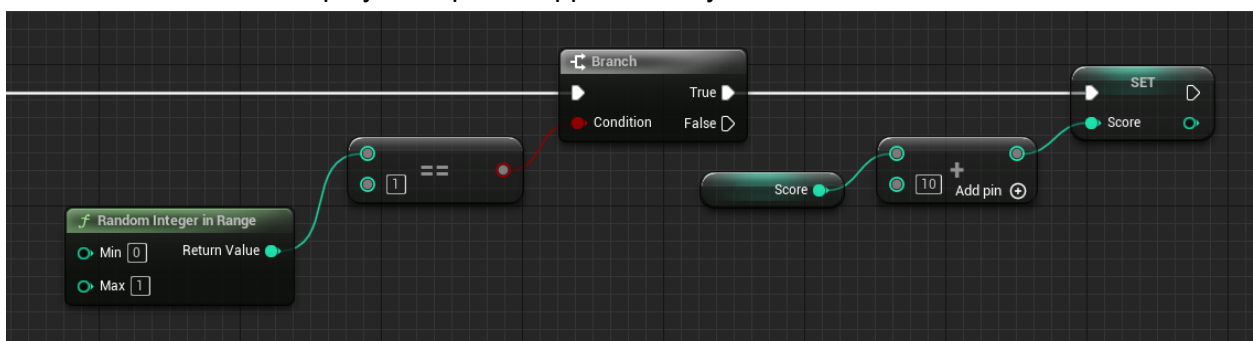 Branch
True
Condition
False
SET
Score
==
1
Score
+
10
Add pin
f Random Integer in Range
Min 0
Return Value
Max 1